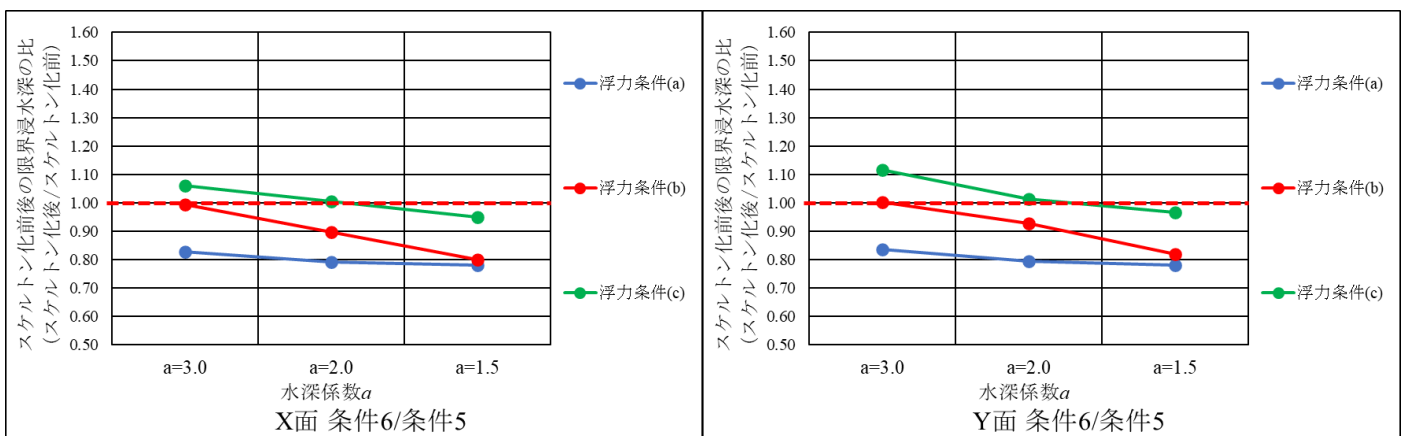 スケルトン化前後の限界浸水深の比
(スケルトン化後/スケルトン化前)
1.60
1.50
1.40
1.30
1.20
1.10
1.00
0.90
0.80
0.70
0.60
0.50
a=3.0
a=2.0
a=1.5
水深係数a
X面 条件6/条件5
浮力条件(a)
浮力条件(b)
浮力条件(c)
スケルトン化前後の限界浸水深の比
(スケルトン化後/スケルトン化前)
1.60
1.50
1.40
1.30
1.20
1.10
1.00
0.90
0.80
0.70
0.60
0.50
a=3.0
a=2.0
a=1.5
水深係数a
Y面 条件6/条件5
浮力条件(a)
浮力条件(b)
浮力条件(c)